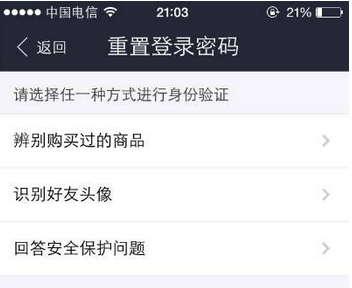 中国电信 21:03 21%
返回 重置登录密码
请选择任一种方式进行身份验证
辨别购买过的商品
识别好友头像
回答安全保护问题